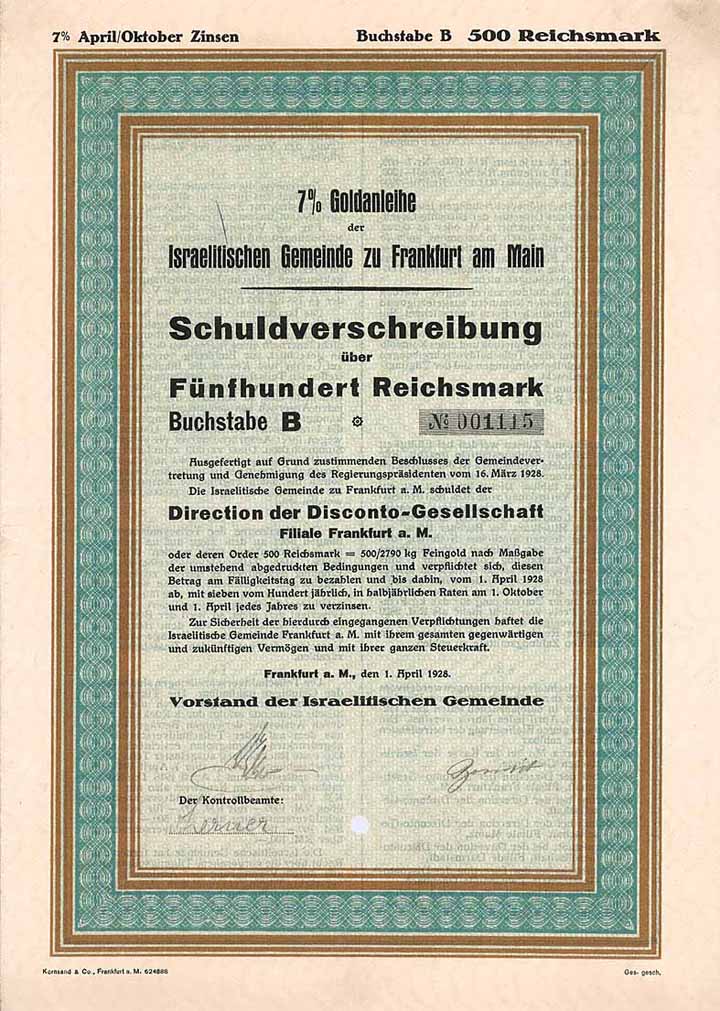 7% April/Oktober Zinsen
Buchstabe B 500 Reichsmark
7% Goldanleihe
der
Israelitischen Gemeinde zu Frankfurt am Main
Schuldverschreibung
über
Fünfhundert Reichsmark
Buchstabe B № 001115
Ausgefertigt auf Grund zustimmenden Beschlusses der Gemeindever-
tretung und Genehmigung des Regierungspräsidenten vom 16. März 1928.
Die Israelitische Gemeinde zu Frankfurt a. M. schuldet der
Direction der Disconto-Gesellschaft
Filiale Frankfurt a. M.
oder deren Order 500 Reichsmark = 500/2790 kg Feingold nach Maßgabe
der umstehend abgedruckten Bedingungen und verpflichtet sich, diesen
Betrag am Fälligkeitstag zu bezahlen und bis dahin, vom 1. April 1928
ab, mit sieben vom Hundert jährlich, in halbjährlichen Raten am 1. Oktober
und 1. April jedes Jahres zu verzinsen.
Zur Sicherheit der hierdurch eingegangenen Verpflichtungen haftet die
Israelitische Gemeinde Frankfurt a. M. mit ihrem gesamten gegenwärtigen
und zukünftigen Vermögen und mit ihrer ganzen Steuerkraft.
Frankfurt a. M., den 1. April 1928.
Vorstand der Israelitischen Gemeinde
Der Kontrollbeamte:
Lerner
Kornsand & Co., Frankfurt a. M. 624886
Ges. gesch.